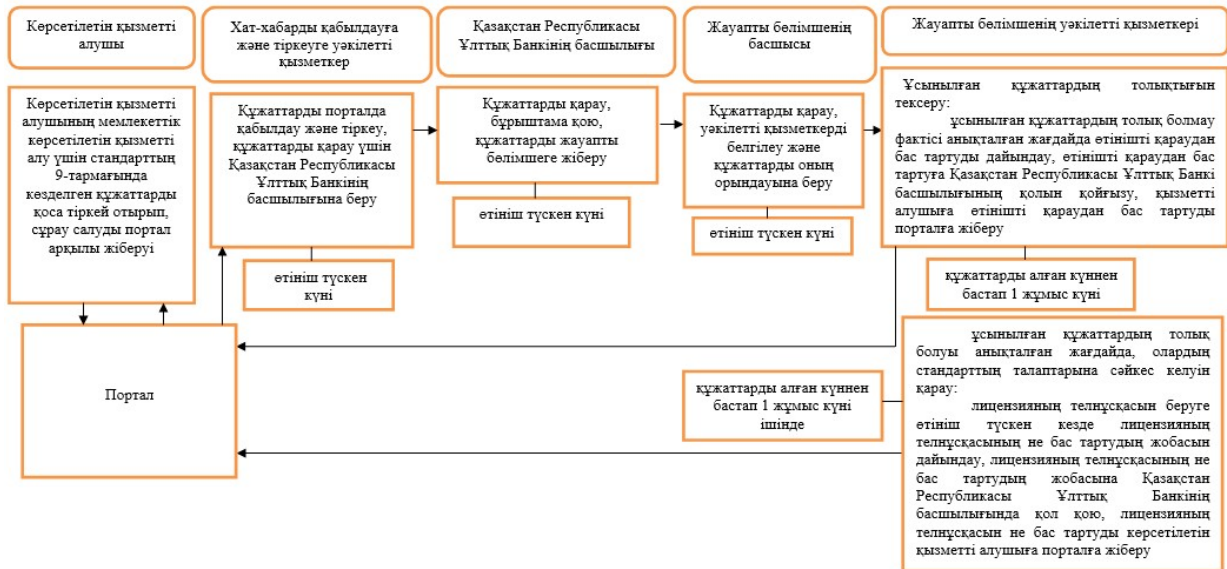 Көрсетілетін қызметті
алушы
Хат-хабарды қабылдауға
және тіркеуге уәкілетті
қызметкер
Қазақстан Республикасы
Ұлттық Банкінің басшылығы
Жауапты бөлімшенің
басшысы
Жауапты бөлімшенің уәкілетті қызметкері
Көрсетілетін қызметті
алушының мемлекеттік
көрсетілетін қызметті
алу үшін стандарттың
9-тармағында
көзделген құжаттарды
қоса тіркей отырып,
сұрау салуды портал
арқылы жіберуі
Құжаттарды порталда
қабылдау және тіркеу,
құжаттарды қарау үшін
Қазақстан Республикасы
Ұлттық Банкінің
басшылығына беру
өтініш түскен
күні
Құжаттарды қарау,
бұрыштама қою,
құжаттарды жауапты
бөлімшеге жіберу
өтініш түскен күні
Құжаттарды қарау,
уәкілетті қызметкерді
белгілеу және
құжаттарды оның
орындауына беру
өтініш түскен күні
Ұсынылған құжаттардың толықтығын
тексеру:
ұсынылған құжаттардың толық болмау
фактісі анықталған жағдайда өтінішті қараудан
бас тартуды дайындау, өтінішті қараудан бас
тартуға Қазақстан Республикасы Ұлттық Банкі
басшылығының қолын қойғызу, қызметті
алушыға өтінішті қараудан бас тартуды
порталға жіберу
құжаттарды алған күннен
бастап 1 жұмыс күні
Портал
құжаттарды алған күннен
бастап 1 жұмыс күні
ішінде
ұсынылған құжаттардың толық
болуы анықталған жағдайда, олардың
стандарттың талаптарына сәйкес келуін
қарау:
лицензияның телнұсқасын беруге
өтініш түскен кезде лицензияның
телнұсқасының не бас тартудың жобасын
дайындау, лицензияның телнұсқасының не
бас тартудың жобасына Қазақстан
Республикасы Ұлттық Банкінің
басшылығында қол қою, лицензияның
телнұсқасын не бас тартуды көрсетілетін
қызметті алушыға порталға жіберу